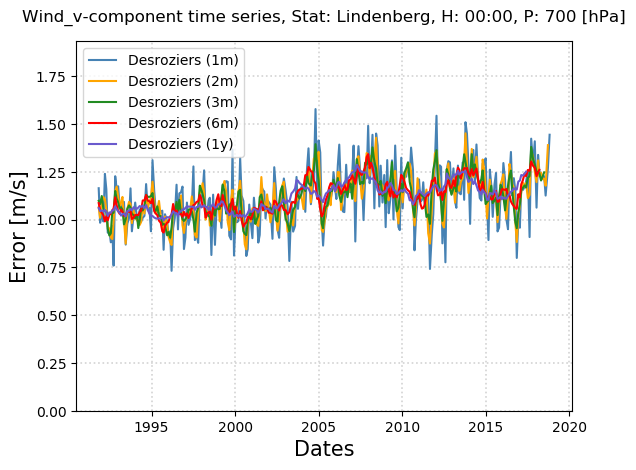 Wind_v-component time series, Stat: Lindenberg, H: 00:00, P: 700 [hPa]
Desroziers (1m)
Desroziers (2m)
Desroziers (3m)
Desroziers (6m)
Desroziers (1y)
Error [m/s]
1.75
1.50
1.25
1.00
0.75
0.50
0.25
0.00
1995 2000 2005 2010 2015 2020
Dates